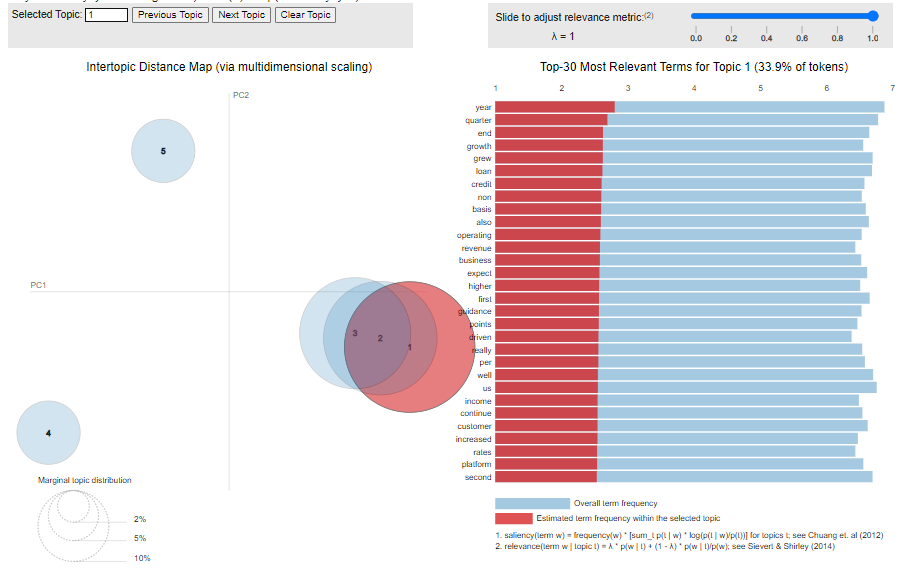 Selected Topic: 1 Previous Topic Next Topic Clear Topic
Slide to adjust relevance metric:(2)
λ = 1
0.0 0.2 0.4 0.6 0.8 1.0
Intertopic Distance Map (via multidimensional scaling)
PC2
PC1
5
3
2
1
4
Marginal topic distribution
2%
5%
10%
Top-30 Most Relevant Terms for Topic 1 (33.9% of tokens)
1 2 3 4 5 6 7
year
quarter
end
growth
grew
loan
credit
non
basis
also
operating
revenue
business
expect
higher
first
guidance
points
driven
really
per
well
us
income
continue
customer
increased
rates
platform
second
Overall term frequency
Estimated term frequency within the selected topic
1. saliency(term w) = frequency(w) * [sum_t p(t | w) * log(p(t | w)/p(t))] for topics t; see Chuang et. al (2012)
2. relevance(term w | topic t) = λ * p(w | t) + (1 - λ) * p(w | t)/p(w); see Sievert & Shirley (2014)